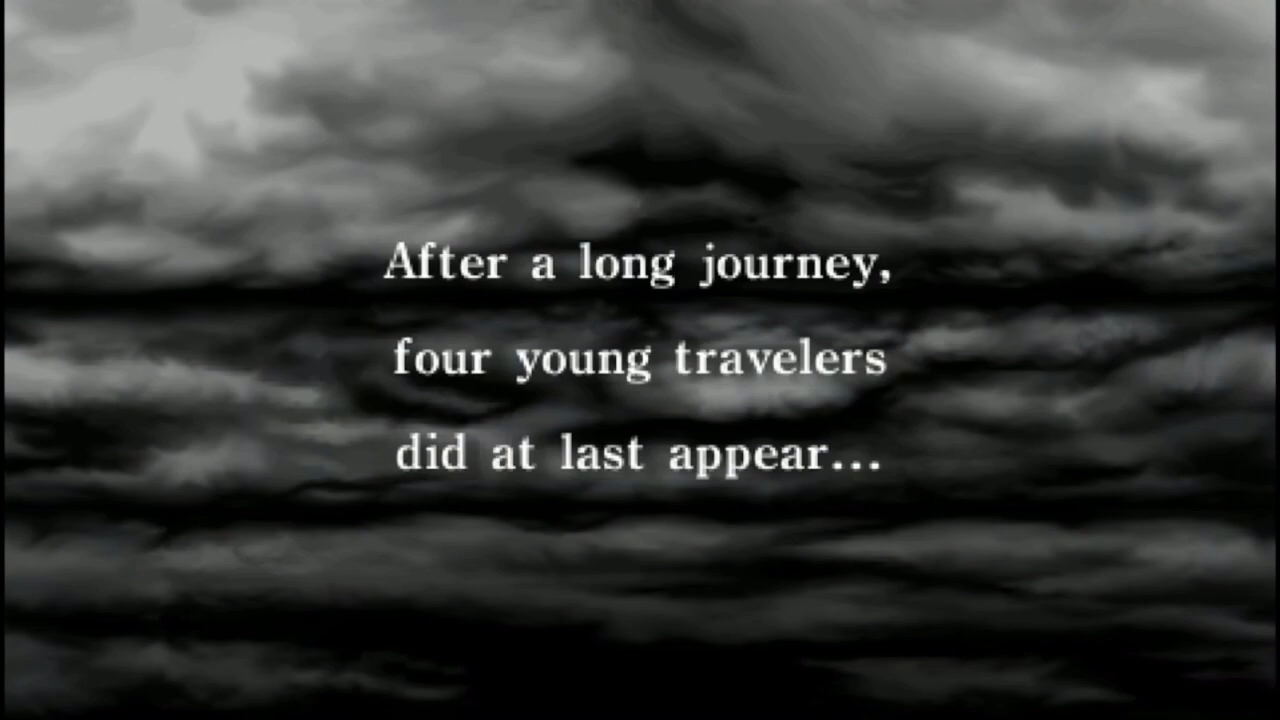 After a long journey,
four young travelers
did at last appear...